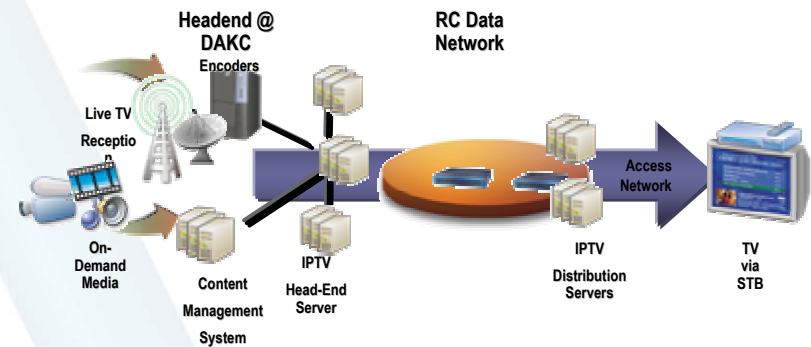 Headend @
DAKC
Encoders
RC Data
Network
Live TV
Receptio
n
On-
Demand
Media
Content
Management
System
IPTV
Head-End
Server
Access
Network
IPTV
Distribution
Servers
TV
via
STB